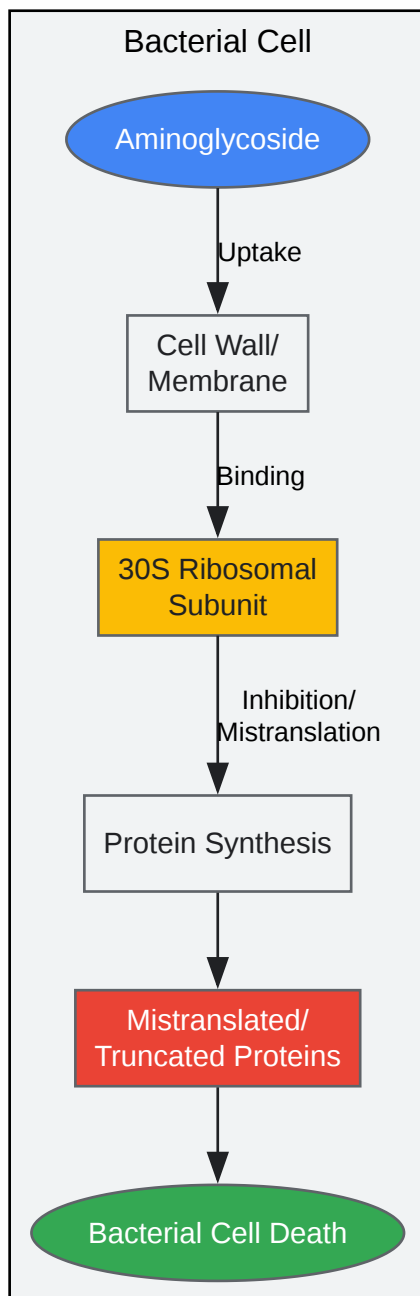 Bacterial Cell
Aminoglycoside
Uptake
Cell Wall/
Membrane
Binding
30S Ribosomal
Subunit
Inhibition/
Mistranslation
Protein Synthesis
Mistranslated/
Truncated Proteins
Bacterial Cell Death